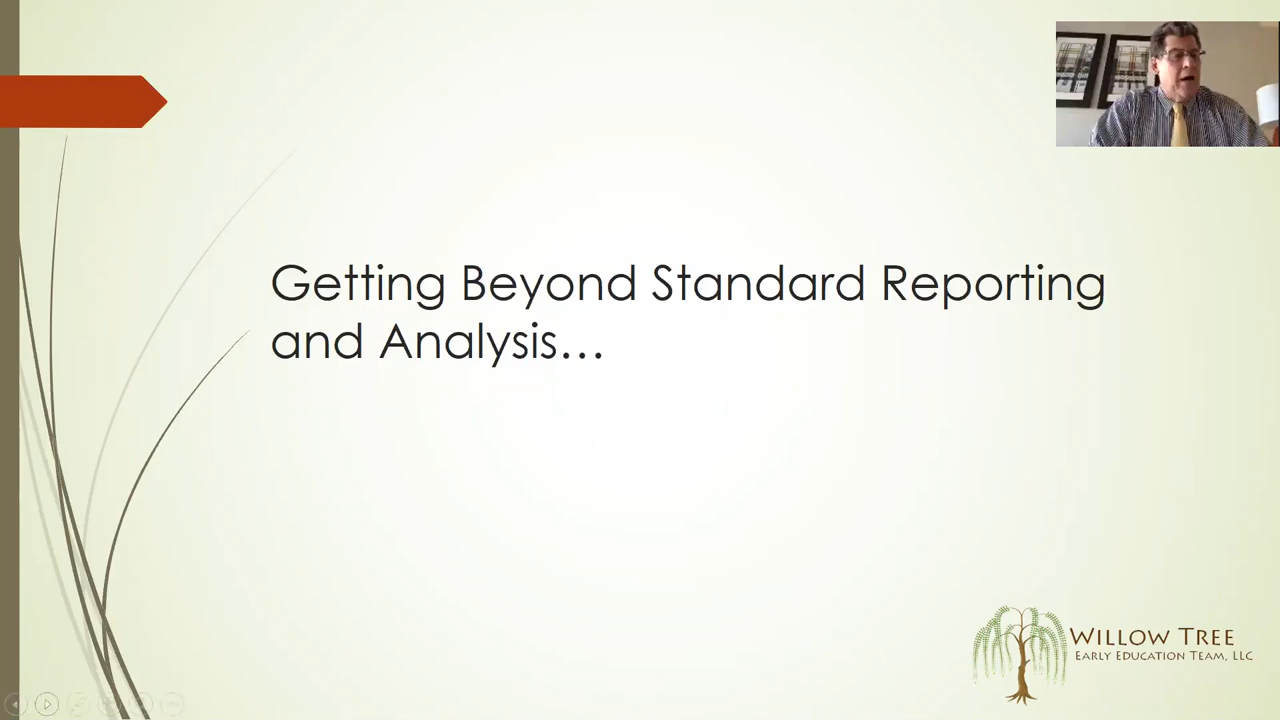 Getting Beyond Standard Reporting
and Analysis...
WILLOW TREE
EARLY EDUCATION TEAM, LLC